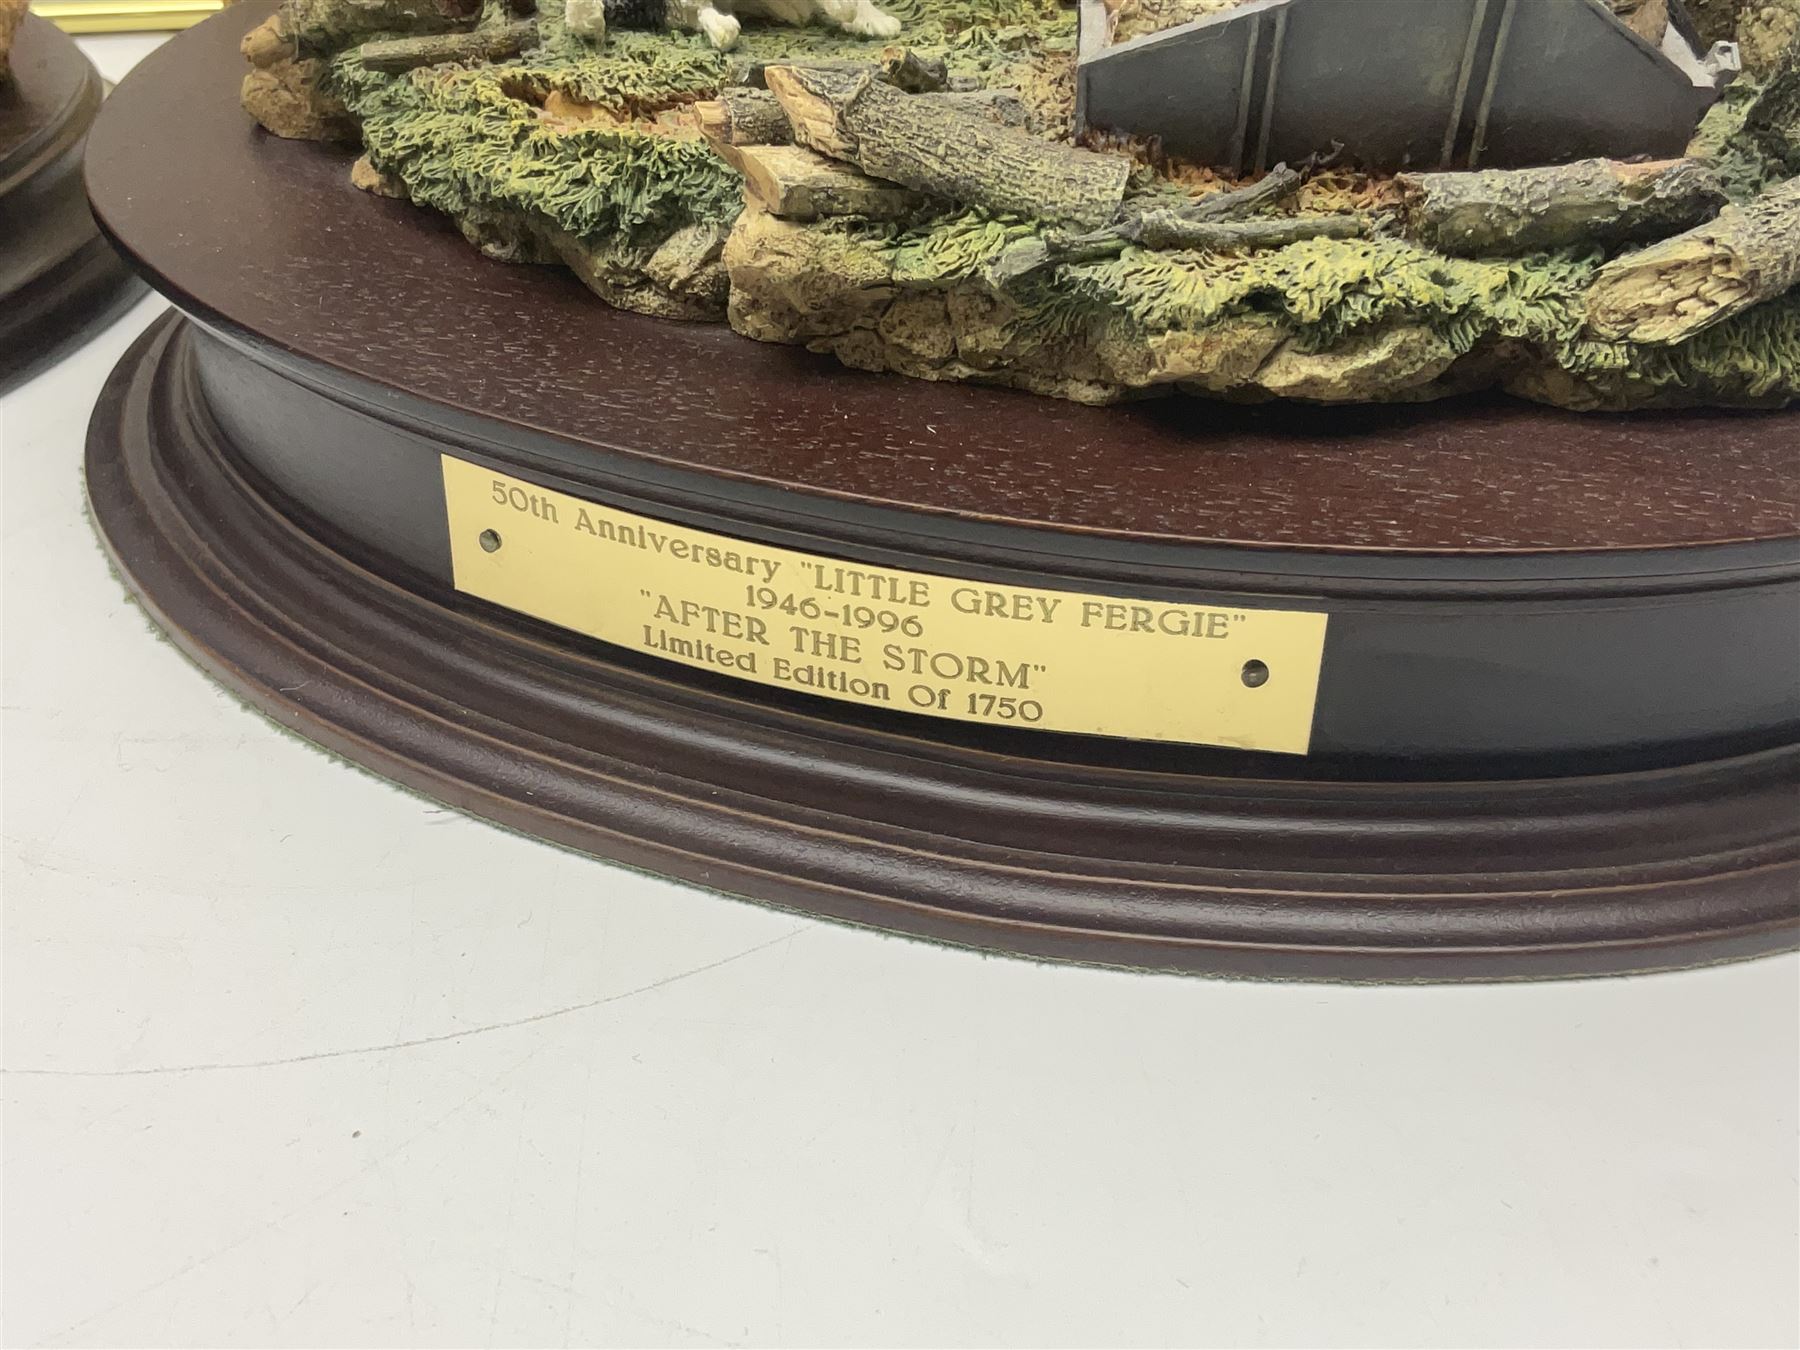 50th Anniversary "LITTLE GREY FERGIE"
1946-1996
"AFTER THE STORM"
Limited Edition Of 1750